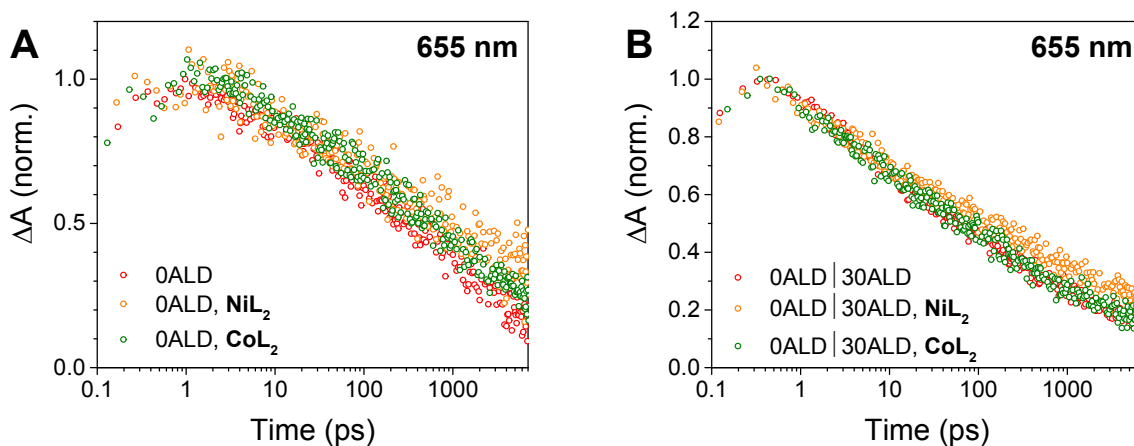 A
655 nm
ΔA (norm.)
1.0
0.5
0.0
0ALD
0ALD, NiL₂
0ALD, CoL₂
0.1 1 10 100 1000
Time (ps)
B
655 nm
ΔA (norm.)
1.2
1.0
0.8
0.6
0.4
0.2
0.0
0ALD | 30ALD
0ALD | 30ALD, NiL₂
0ALD | 30ALD, CoL₂
0.1 1 10 100 1000
Time (ps)